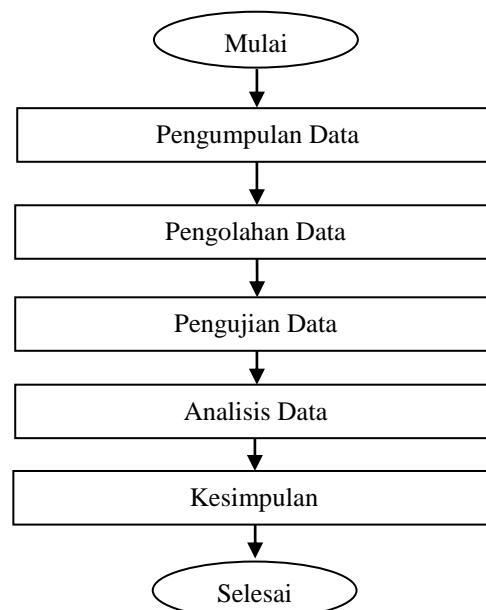 Mulai
Pengumpulan Data
Pengolahan Data
Pengujian Data
Analisis Data
Kesimpulan
Selesai